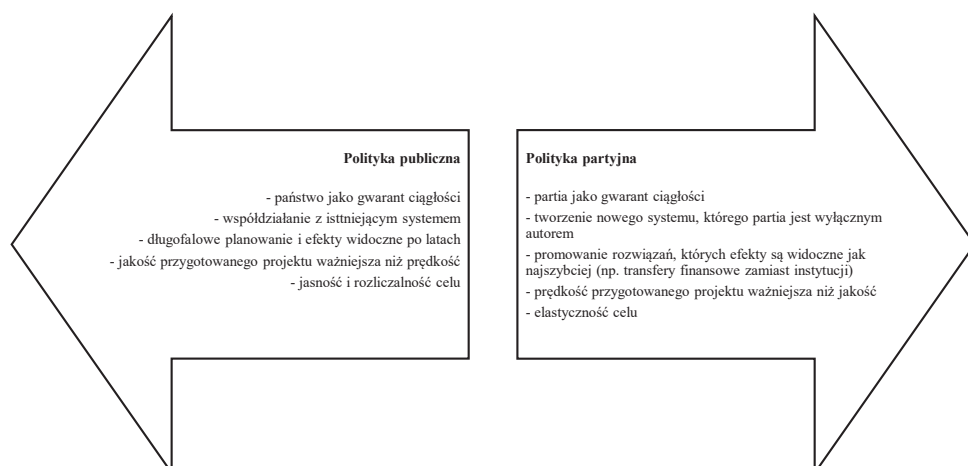 Polityka publiczna
- państwo jako gwarant ciągłości
- współdziałanie z isttniejącym systemem
- długofalowe planowanie i efekty widoczne po latach
- jakość przygotowanego projektu ważniejsza niż prędkość
- jasność i rozliczalność celu
Polityka partyjna
- partia jako gwarant ciągłości
- tworzenie nowego systemu, którego partia jest wyłącznym
autorem
- promowanie rozwiązań, których efekty są widoczne jak
najszybciej (np. transfery finansowe zamiast instytucji)
- prędkość przygotowanego projektu ważniejsza niż jakość
- elastyczność celu